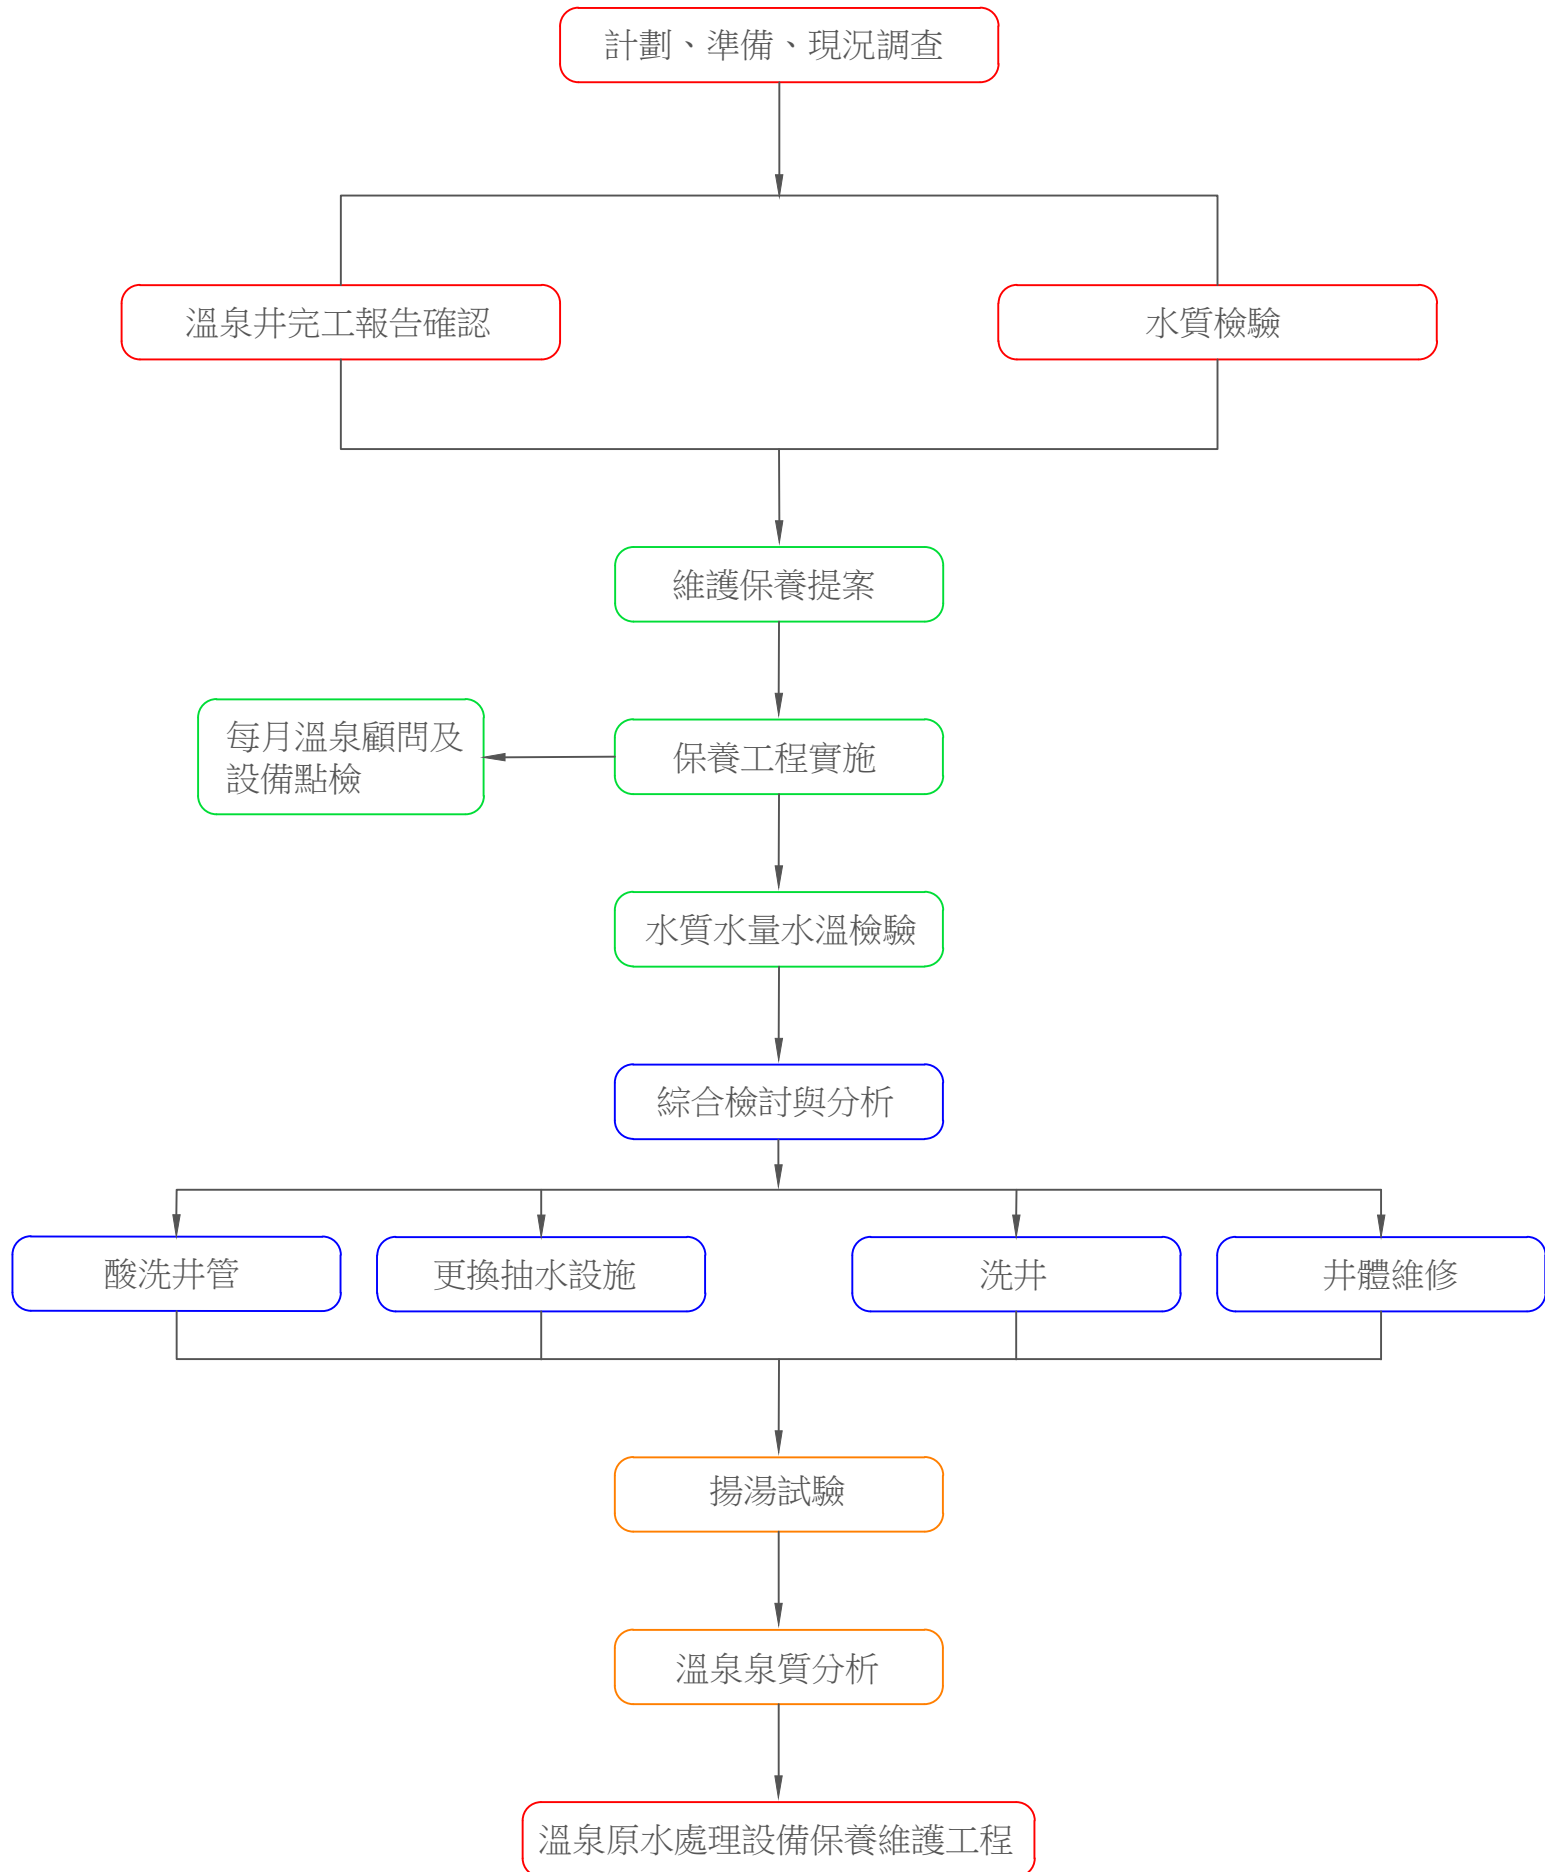 計劃、準備、現況調查
溫泉井完工報告確認
水質檢驗
維護保養提案
每月溫泉顧問及
設備點檢
保養工程實施
水質水量水溫檢驗
綜合檢討與分析
酸洗井管
更換抽水設施
洗井
井體維修
揚湯試驗
溫泉泉質分析
溫泉原水處理設備保養維護工程